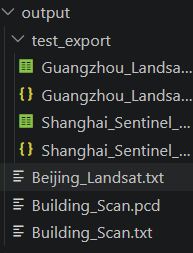 output
test_export
Guangzhou_Landsa...
{} Guangzhou_Landsa...
Shanghai_Sentinel_...
{} Shanghai_Sentinel_...
Beijing_Landsat.txt
Building_Scan.pcd
Building_Scan.txt